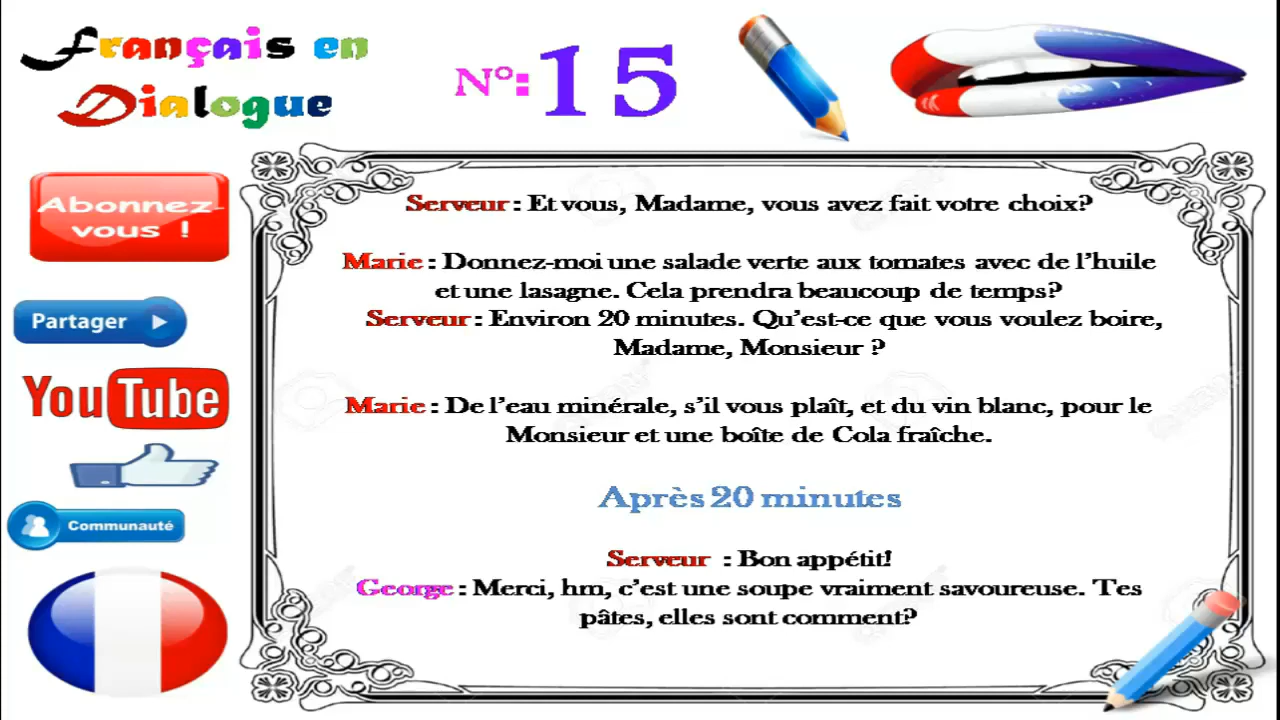 Français en
Dialogue
N°:15
Abonnez-
vous !
Partager
YouTube
Communauté
Serveur : Et vous, Madame, vous avez fait votre choix?
Marie : Donnez-moi une salade verte aux tomates avec de l'huile
et une lasagne. Cela prendra beaucoup de temps?
Serveur : Environ 20 minutes. Qu'est-ce que vous voulez boire,
Madame, Monsieur ?
Marie : De l'eau minérale, s'il vous plaît, et du vin blanc, pour le
Monsieur et une boîte de Cola fraîche.
Après 20 minutes
Serveur : Bon appétit!
George : Merci, hm, c'est une soupe vraiment savoureuse. Tes
pâtes, elles sont comment?